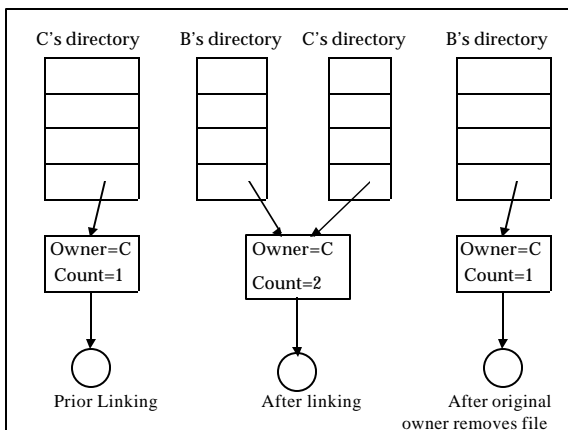 C's directory
B's directory
C's directory
B's directory
Owner=C
Count=1
Owner=C
Count=2
Owner=C
Count=1
Prior Linking
After linking
After original
owner removes file